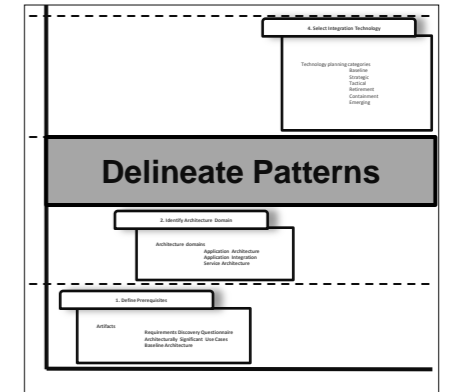 4. Select Integration Technology
Technology planning categories
Baseline
Strategic
Tactical
Retirement
Containment
Emerging
Delineate Patterns
2. Identify Architecture Domain
Architecture domains
Application Architecture
Application Integration
Service Architecture
1. Define Prerequisites
Artifacts
Requirements Discovery Questionnaire
Architecturally Significant Use Cases
Baseline Architecture